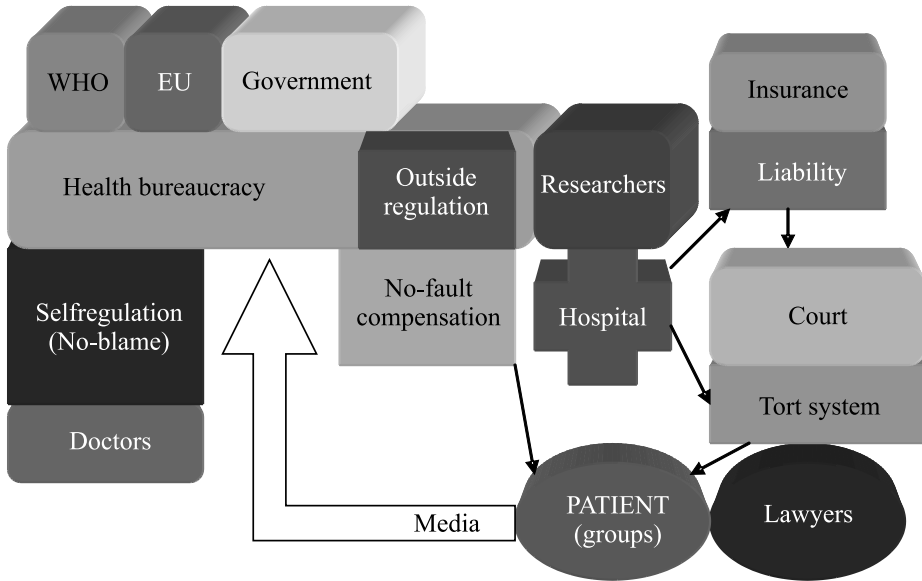 WHO
EU
Government
Insurance
Health bureaucracy
Outside
regulation
Researchers
Liability
Selfregulation
(No-blame)
No-fault
compensation
Hospital
Court
Doctors
Tort system
Media
PATIENT
(groups)
Lawyers